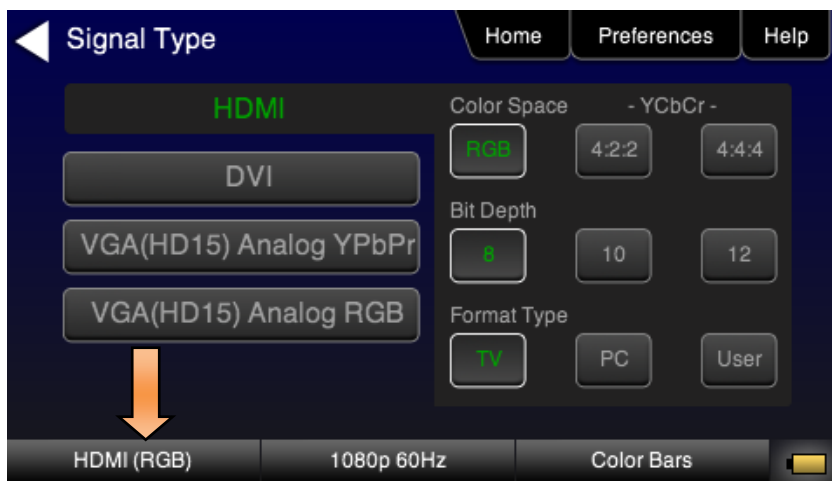 Signal Type
Home
Preferences
Help
HDMI
DVI
VGA(HD15) Analog YPbPr
VGA(HD15) Analog RGB
Color Space
- YCbCr -
RGB
4:2:2
4:4:4
Bit Depth
8
10
12
Format Type
TV
PC
User
HDMI (RGB)
1080p 60Hz
Color Bars